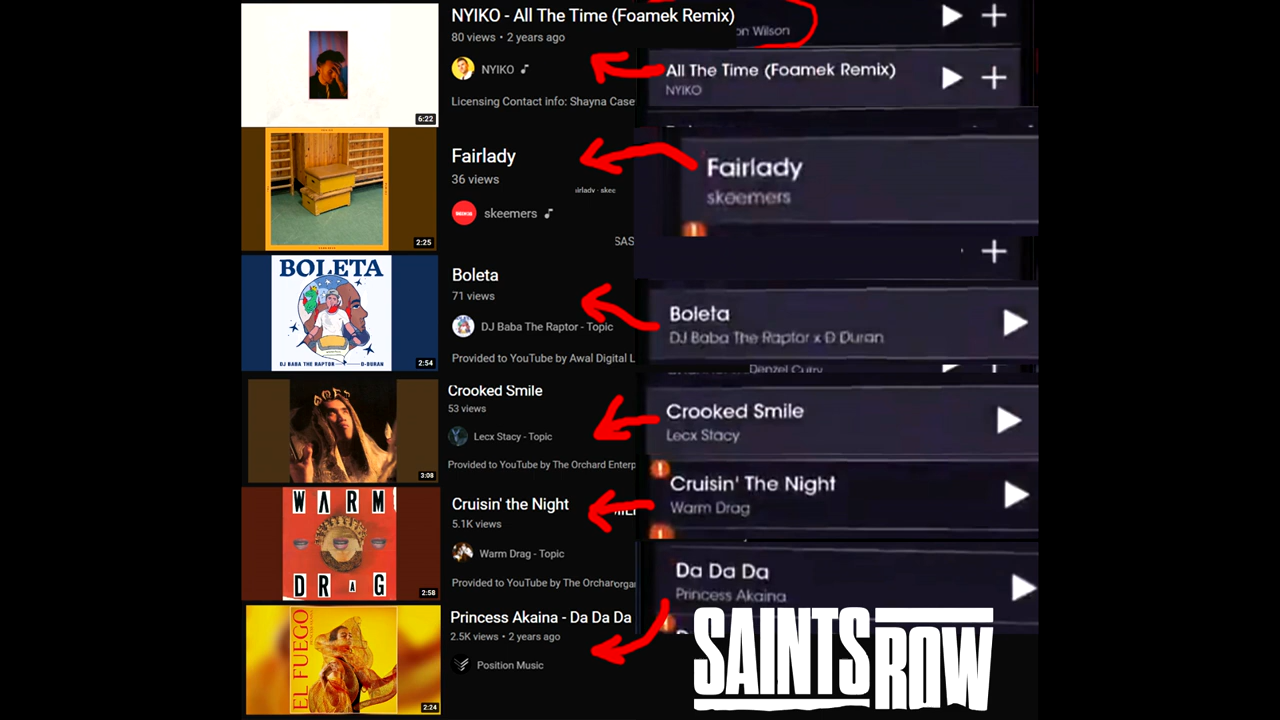 NYIKO - All The Time (Foamek Remix)
80 views • 2 years ago
on Wilson
NYIKO
All The Time (Foamek Remix)
NYIKO
Licensing Contact info: Shayna Case
6:22
Fairlady
36 views
skeemers
Fairlady
skeemers
SAS
2:25
BOLETA
DJ BABA THE RAPTOR D-DURAN
2:54
Boleta
71 views
DJ Baba The Raptor - Topic
Provided to YouTube by Awal Digital L
Boleta
DJ Baba The Raptor x D Duran
Denzel Curry
Crooked Smile
53 views
Lecx Stacy - Topic
Provided to YouTube by The Orchard Enterp
3:08
Crooked Smile
Lecx Stacy
WARM
DRAG
2:58
Cruisin' the Night
5.1K views
Warm Drag - Topic
Provided to YouTube by The Orchar
Cruisin' The Night
Warm Drag
EL FUEGO
2:24
Princess Akaina - Da Da Da
2.5K views • 2 years ago
Position Music
Da Da Da
Princess Akaina
SAINTS ROW